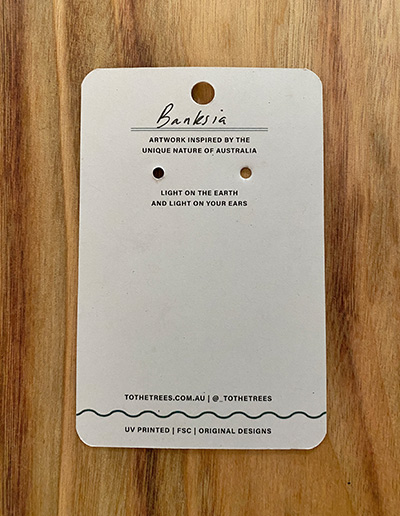 Banksia
ARTWORK INSPIRED BY THE
UNIQUE NATURE OF AUSTRALIA
LIGHT ON THE EARTH
AND LIGHT ON YOUR EARS
TOTHETREES.COM.AU | @_TOTHETREES
UV PRINTED | FSC | ORIGINAL DESIGNS